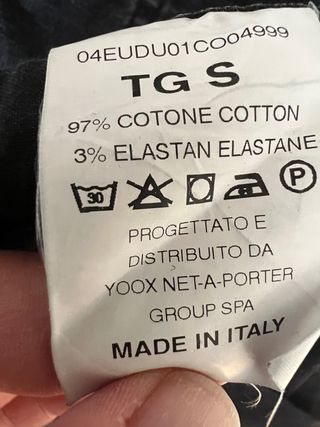 04EUDU01CO04999
TG S
97% COTONE COTTON
3% ELASTAN ELASTANE
30 P
PROGETTATO E
DISTRIBUITO DA
YOOX NET-A-PORTER
GROUP SPA
MADE IN ITALY